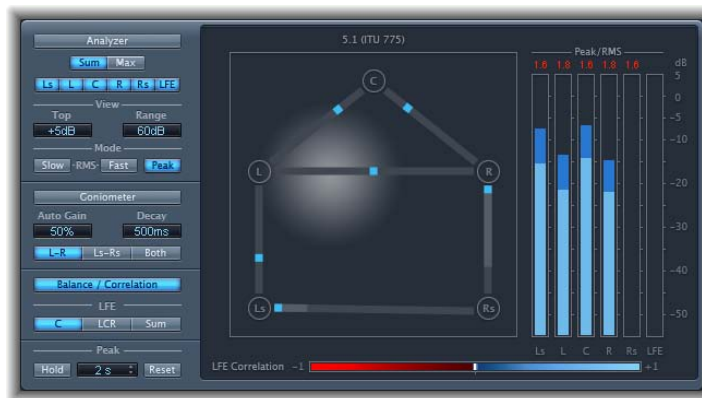 Analyzer
Sum Max
Ls L C R Rs LFE
View
Top Range
+5dB 60dB
Mode
Slow -RMS- Fast Peak
Goniometer
Auto Gain Decay
50% 500ms
L-R Ls-Rs Both
Balance / Correlation
LFE
C LCR Sum
Peak
Hold 2 s Reset
5.1 (ITU 775)
C
L R
Ls Rs
LFE Correlation -1 +1
Peak/RMS
1.6 1.8 1.6 1.8 1.6 dB
5
0
-5
-10
-20
-30
-40
-50
Ls L C R Rs LFE